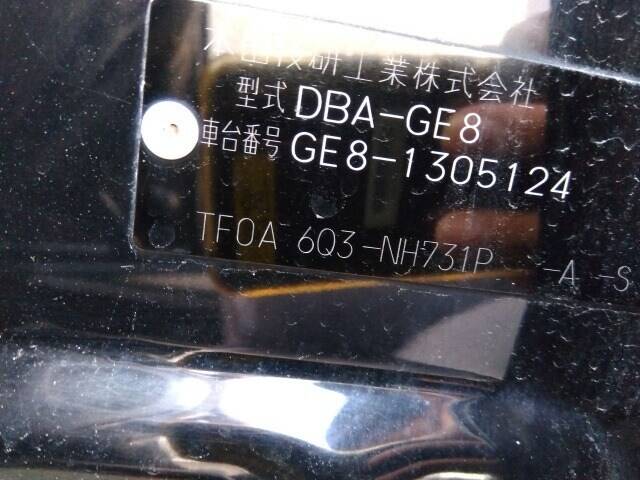 本田技研工業株式会社
型式 DBA-GE8
車台番号 GE8-1305124
TF0A 6Q3-NH731P -A -S